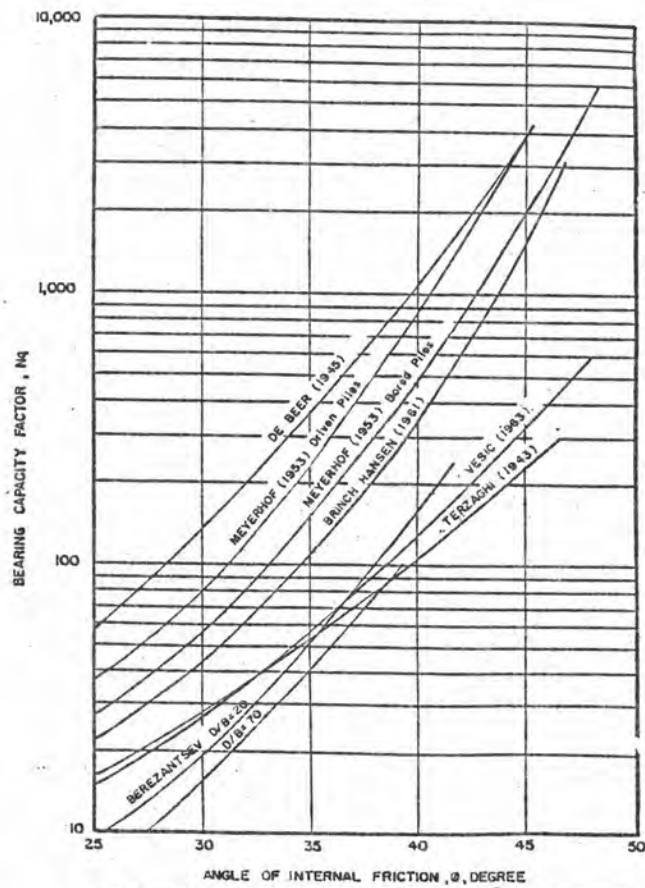 10,000
1,000
100
10
BEARING CAPACITY FACTOR, Nq
DE BEER (1945)
MEYERHOF (1953) Driven Piles
MEYERHOF (1953) Bored Piles
BRINCH HANSEN (1961)
VESIC (1963)
TERZAGHI (1943)
BEREZANTSEV D/B=20
D/B=70
25 30 35 40 45 50
ANGLE OF INTERNAL FRICTION, Ø, DEGREE